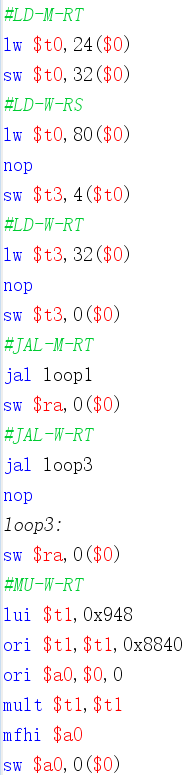 #LD-M-RT
lw $t0,24($0)
sw $t0,32($0)
#LD-W-RS
lw $t0,80($0)
nop
sw $t3,4($t0)
#LD-W-RT
lw $t3,32($0)
nop
sw $t3,0($0)
#JAL-M-RT
jal loop1
sw $ra,0($0)
#JAL-W-RT
jal loop3
nop
loop3:
sw $ra,0($0)
#MU-W-RT
lui $t1,0x948
ori $t1,$t1,0x8840
ori $a0,$0,0
mult $t1,$t1
mfhi $a0
sw $a0,0($0)